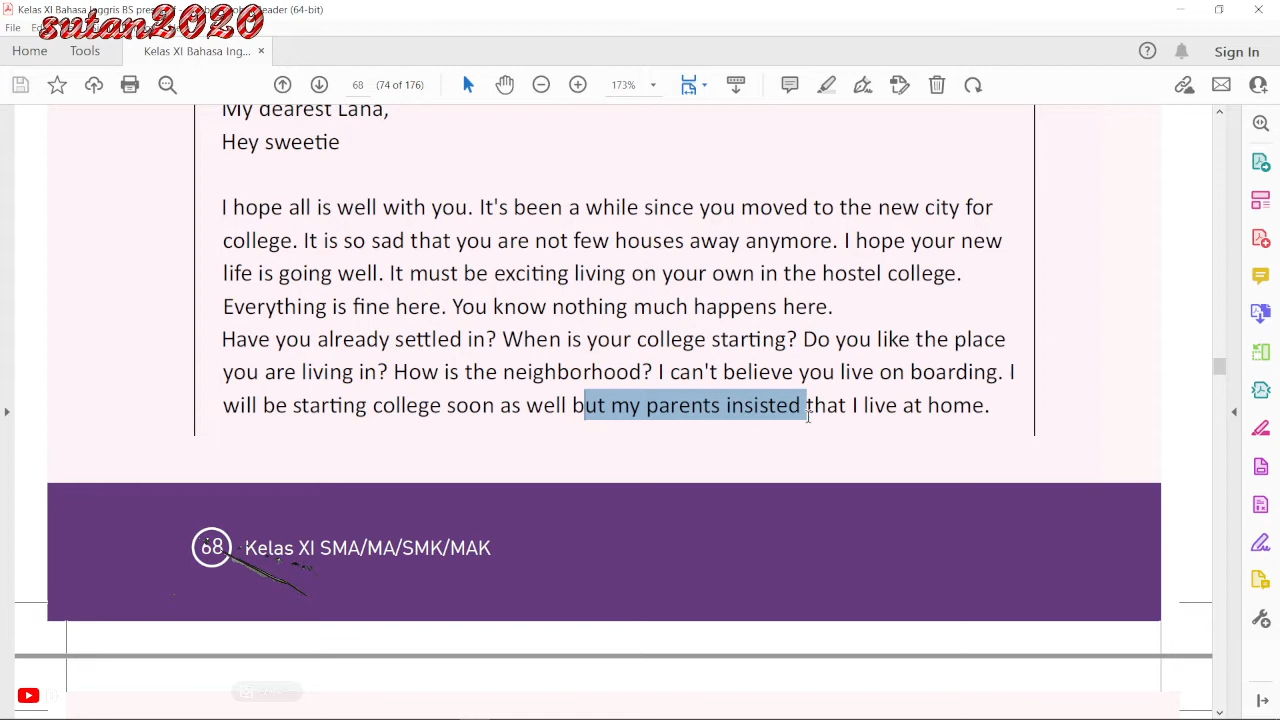 Kelas XI Bahasa Inggris BS pres
sutan2020
File
Home
Tools
Kelas XI Bahasa Ing...
68
(74 of 176)
173%
Sign In
My dearest Lana,
Hey sweetie
I hope all is well with you. It's been a while since you moved to the new city for
college. It is so sad that you are not few houses away anymore. I hope your new
life is going well. It must be exciting living on your own in the hostel college.
Everything is fine here. You know nothing much happens here.
Have you already settled in? When is your college starting? Do you like the place
you are living in? How is the neighborhood? I can't believe you live on boarding. I
will be starting college soon as well but my parents insisted that I live at home.
68
Kelas XI SMA/MA/SMK/MAK